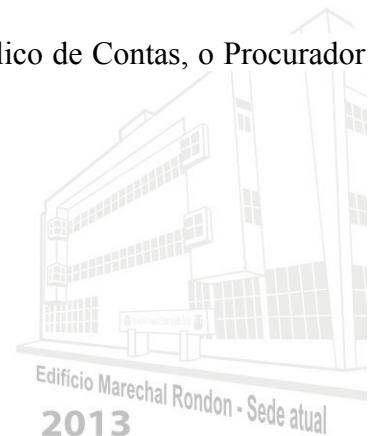 lico de Contas, o Procurador
Edifício Marechal Rondon - Sede atual
2013